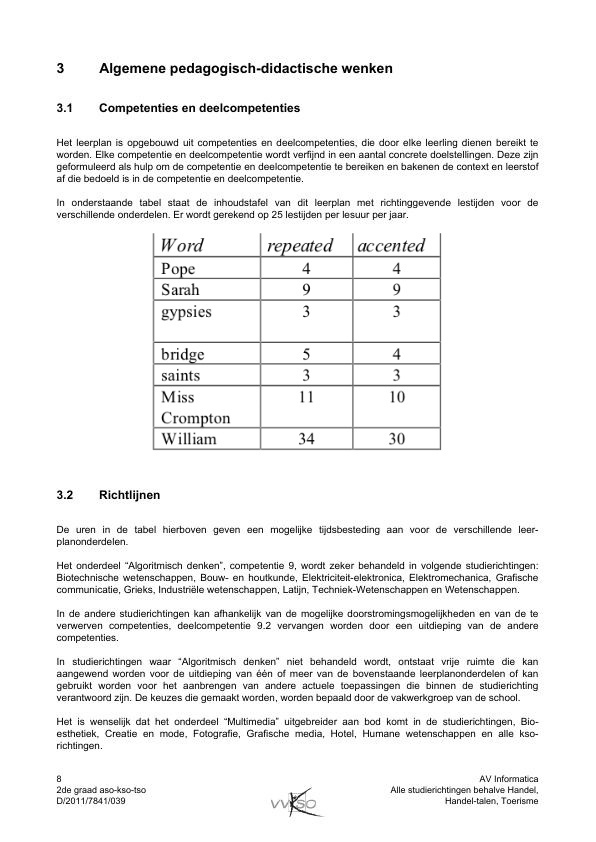 3 Algemene pedagogisch-didactische wenken
3.1 Competenties en deelcompetenties
Het leerplan is opgebouwd uit competenties en deelcompetenties, die door elke leerling dienen bereikt te
worden. Elke competentie en deelcompetentie wordt verfijnd in een aantal concrete doelstellingen. Deze zijn
geformuleerd als hulp om de competentie en deelcompetentie te bereiken en bakenen de context en leerstof
af die bedoeld is in de competentie en deelcompetentie.
In onderstaande tabel staat de inhoudstafel van dit leerplan met richtinggevende lestijden voor de
verschillende onderdelen. Er wordt gerekend op 25 lestijden per lesuur per jaar.
Word repeated accented
Pope 4 4
Sarah 9 9
gypsies 3 3
bridge 5 4
saints 3 3
Miss 11 10
Crompton
William 34 30
3.2 Richtlijnen
De uren in de tabel hierboven geven een mogelijke tijdsbesteding aan voor de verschillende leer-
planonderdelen.
Het onderdeel “Algoritmisch denken”, competentie 9, wordt zeker behandeld in volgende studierichtingen:
Biotechnische wetenschappen, Bouw- en houtkunde, Elektriciteit-elektronica, Elektromechanica, Grafische
communicatie, Grieks, Industriële wetenschappen, Latijn, Techniek-Wetenschappen en Wetenschappen.
In de andere studierichtingen kan afhankelijk van de mogelijke doorstromingsmogelijkheden en van de te
verwerven competenties, deelcompetentie 9.2 vervangen worden door een uitdieping van de andere
competenties.
In studierichtingen waar “Algoritmisch denken” niet behandeld wordt, ontstaat vrije ruimte die kan
aangewend worden voor de uitdieping van één of meer van de bovenstaande leerplanonderdelen of kan
gebruikt worden voor het aanbrengen van andere actuele toepassingen die binnen de studierichting
verantwoord zijn. De keuzes die gemaakt worden, worden bepaald door de vakwerkgroep van de school.
Het is wenselijk dat het onderdeel “Multimedia” uitgebreider aan bod komt in de studierichtingen, Bio-
esthetiek, Creatie en mode, Fotografie, Grafische media, Hotel, Humane wetenschappen en alle kso-
richtingen.
8 AV Informatica
2de graad aso-kso-tso Alle studierichtingen behalve Handel,
D/2011/7841/039 vvkso Handel-talen, Toerisme